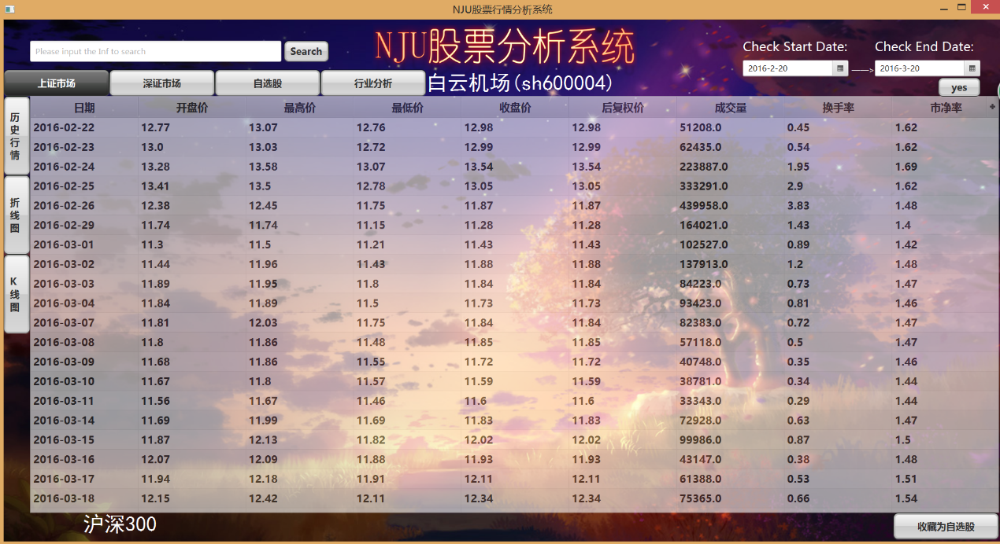 NJU股票行情分析系统
NJU股票分析系统
Please input the Inf to search Search
Check Start Date: Check End Date:
2016-2-20 ——> 2016-3-20
yes
上证市场 深证市场 自选股 行业分析 白云机场(sh600004)
历史行情
折线图
K线图
日期 开盘价 最高价 最低价 收盘价 后复权价 成交量 换手率 市净率 +
2016-02-22 12.77 13.07 12.76 12.98 12.98 51208.0 0.45 1.62
2016-02-23 13.0 13.03 12.72 12.99 12.99 62435.0 0.54 1.62
2016-02-24 13.28 13.58 13.07 13.54 13.54 223887.0 1.95 1.69
2016-02-25 13.41 13.5 12.78 13.05 13.05 333291.0 2.9 1.62
2016-02-26 12.38 12.45 11.75 11.87 11.87 439958.0 3.83 1.48
2016-02-29 11.74 11.74 11.15 11.28 11.28 164021.0 1.43 1.4
2016-03-01 11.3 11.5 11.21 11.43 11.43 102527.0 0.89 1.42
2016-03-02 11.44 11.96 11.43 11.88 11.88 137913.0 1.2 1.48
2016-03-03 11.89 11.95 11.8 11.84 11.84 84223.0 0.73 1.47
2016-03-04 11.84 11.89 11.5 11.73 11.73 93423.0 0.81 1.46
2016-03-07 11.81 12.03 11.75 11.84 11.84 82383.0 0.72 1.47
2016-03-08 11.8 11.86 11.48 11.85 11.85 57118.0 0.5 1.47
2016-03-09 11.68 11.86 11.55 11.72 11.72 40748.0 0.35 1.46
2016-03-10 11.67 11.8 11.57 11.59 11.59 38781.0 0.34 1.44
2016-03-11 11.56 11.67 11.46 11.6 11.6 33343.0 0.29 1.44
2016-03-14 11.69 11.99 11.69 11.83 11.83 72928.0 0.63 1.47
2016-03-15 11.87 12.13 11.82 12.02 12.02 99986.0 0.87 1.5
2016-03-16 12.07 12.09 11.88 11.93 11.93 43147.0 0.38 1.48
2016-03-17 11.94 12.18 11.91 12.11 12.11 61388.0 0.53 1.51
2016-03-18 12.15 12.42 12.11 12.34 12.34 75365.0 0.66 1.54
沪深300
收藏为自选股